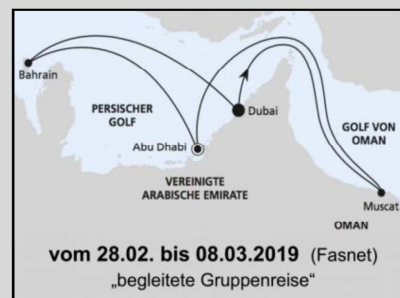 Bahrain
PERSISCHER
GOLF
Dubai
Abu Dhabi
GOLF VON
OMAN
VEREINIGTE
ARABISCHE EMIRATE
Muscat
OMAN
vom 28.02. bis 08.03.2019 (Fasnet)
„begleitete Gruppenreise“